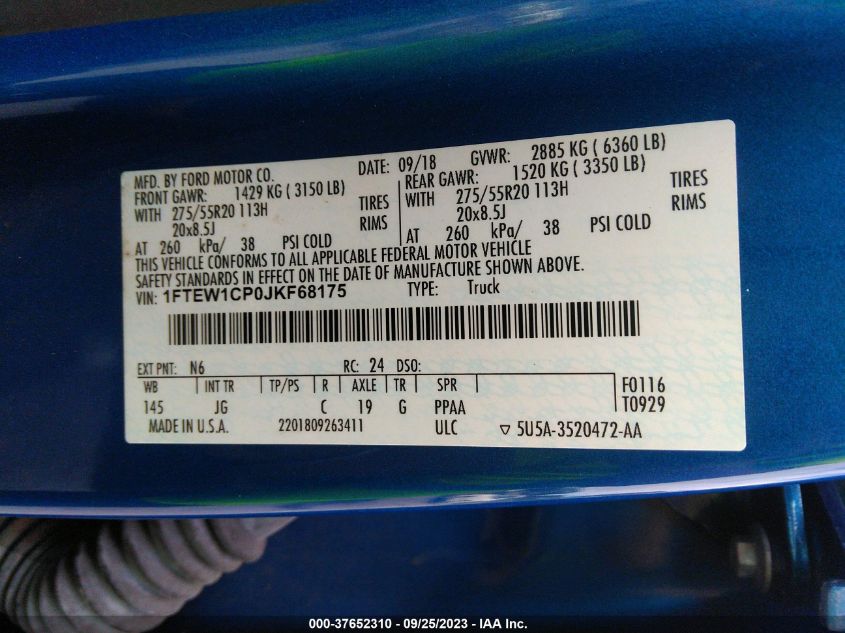 MFD. BY FORD MOTOR CO. DATE: 09/18 GVWR: 2885 KG ( 6360 LB)
FRONT GAWR: 1429 KG ( 3150 LB) REAR GAWR: 1520 KG ( 3350 LB)
WITH 275/55R20 113H TIRES 275/55R20 113H TIRES
20x8.5J RIMS 20x8.5J RIMS
AT 260 kPa/ 38 PSI COLD AT 260 kPa/ 38 PSI COLD
THIS VEHICLE CONFORMS TO ALL APPLICABLE FEDERAL MOTOR VEHICLE
SAFETY STANDARDS IN EFFECT ON THE DATE OF MANUFACTURE SHOWN ABOVE.
VIN: 1FTEW1CP0JKF68175 TYPE: Truck
EXT PNT: N6 RC: 24 DSO:
WB INT TR TP/PS R AXLE TR SPR F0116
145 JG C 19 G PPAA T0929
MADE IN U.S.A. 2201809263411 ULC ▽ 5U5A-3520472-AA
000-37652310 - 09/25/2023 - IAA Inc.